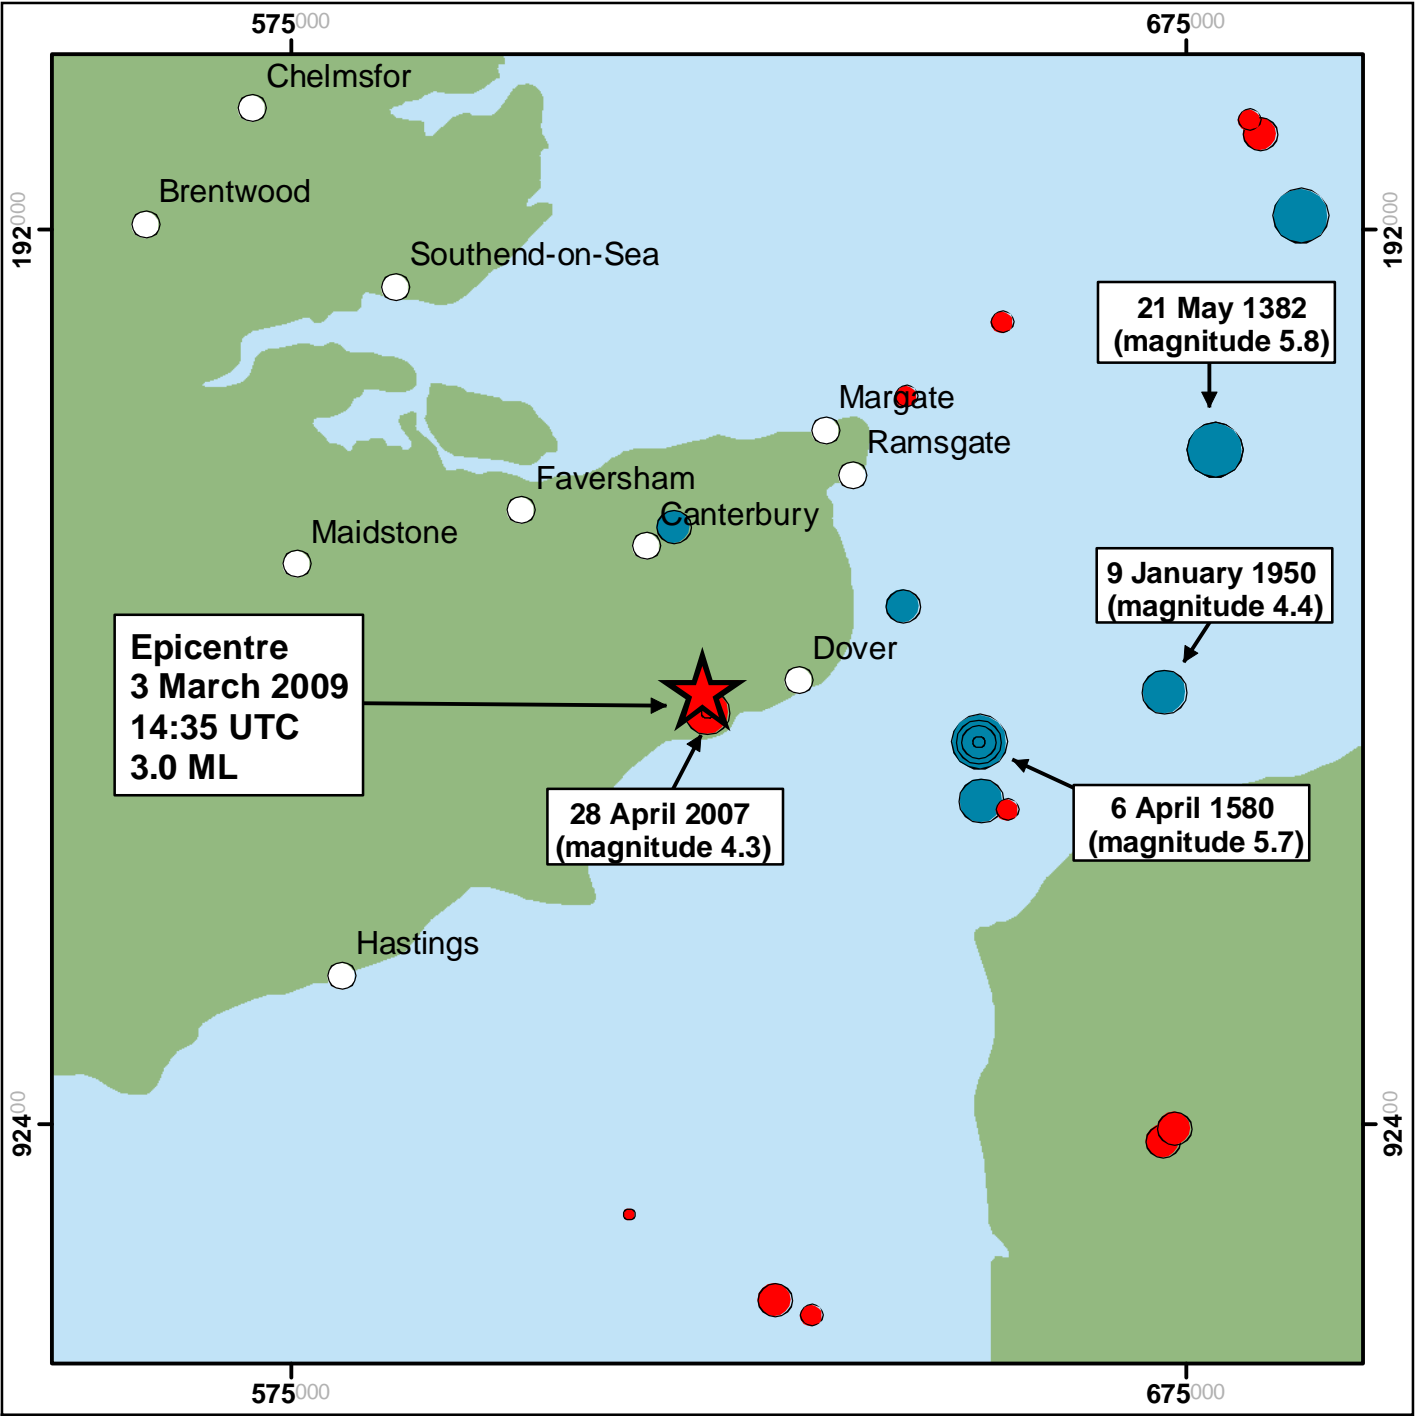 575000 675000
Chelmsfor
Brentwood
192000
192000
Southend-on-Sea
21 May 1382
(magnitude 5.8)
Margate
Ramsgate
Faversham
Canterbury
Maidstone
9 January 1950
(magnitude 4.4)
Epicentre
3 March 2009
14:35 UTC
3.0 ML
Dover
28 April 2007
(magnitude 4.3)
6 April 1580
(magnitude 5.7)
Hastings
92400
92400
575000 675000